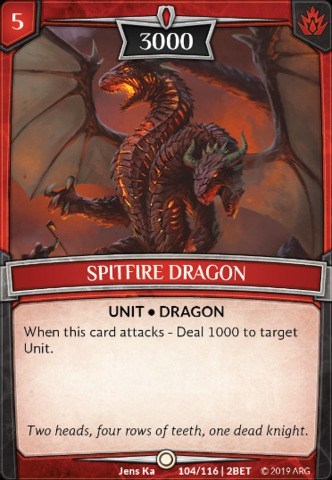 5
3000
SPITFIRE DRAGON
UNIT • DRAGON
When this card attacks - Deal 1000 to target
Unit.
Two heads, four rows of teeth, one dead knight.
Jens Ka 104/116 | 2BET © 2019 ARG